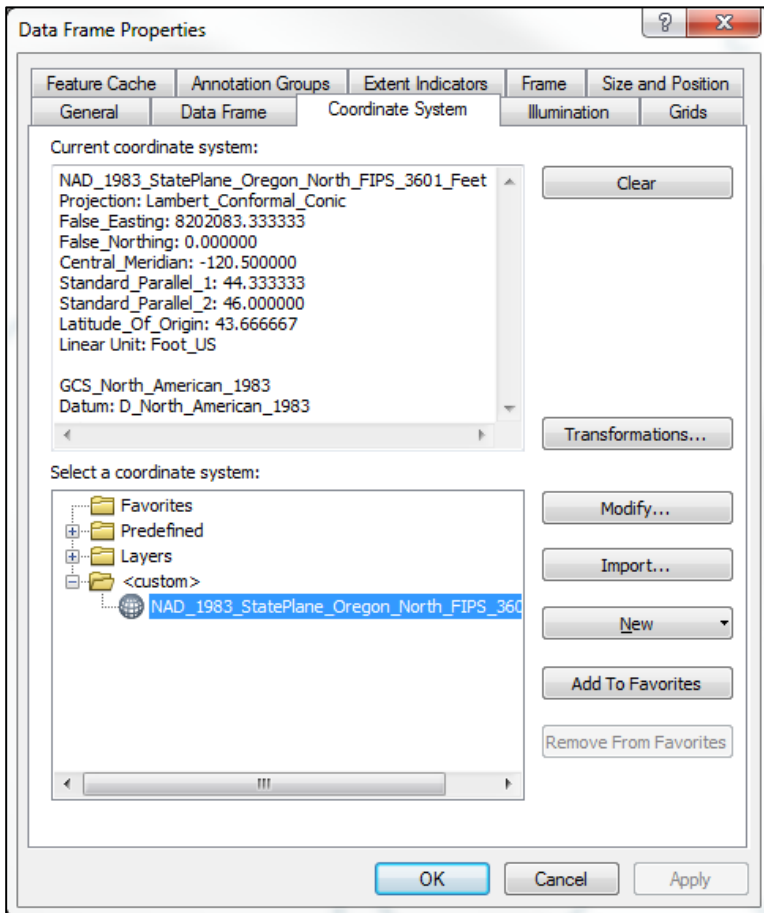 Data Frame Properties
Feature Cache Annotation Groups Extent Indicators Frame Size and Position
General Data Frame Coordinate System Illumination Grids
Current coordinate system:
NAD_1983_StatePlane_Oregon_North_FIPS_3601_Feet
Projection: Lambert_Conformal_Conic
False_Easting: 8202083.333333
False_Northing: 0.000000
Central_Meridian: -120.500000
Standard_Parallel_1: 44.333333
Standard_Parallel_2: 46.000000
Latitude_Of_Origin: 43.666667
Linear Unit: Foot_US
GCS_North_American_1983
Datum: D_North_American_1983
Clear
Transformations...
Select a coordinate system:
Favorites
Predefined
Layers
<custom>
NAD_1983_StatePlane_Oregon_North_FIPS_360
Modify...
Import...
New
Add To Favorites
Remove From Favorites
OK Cancel Apply